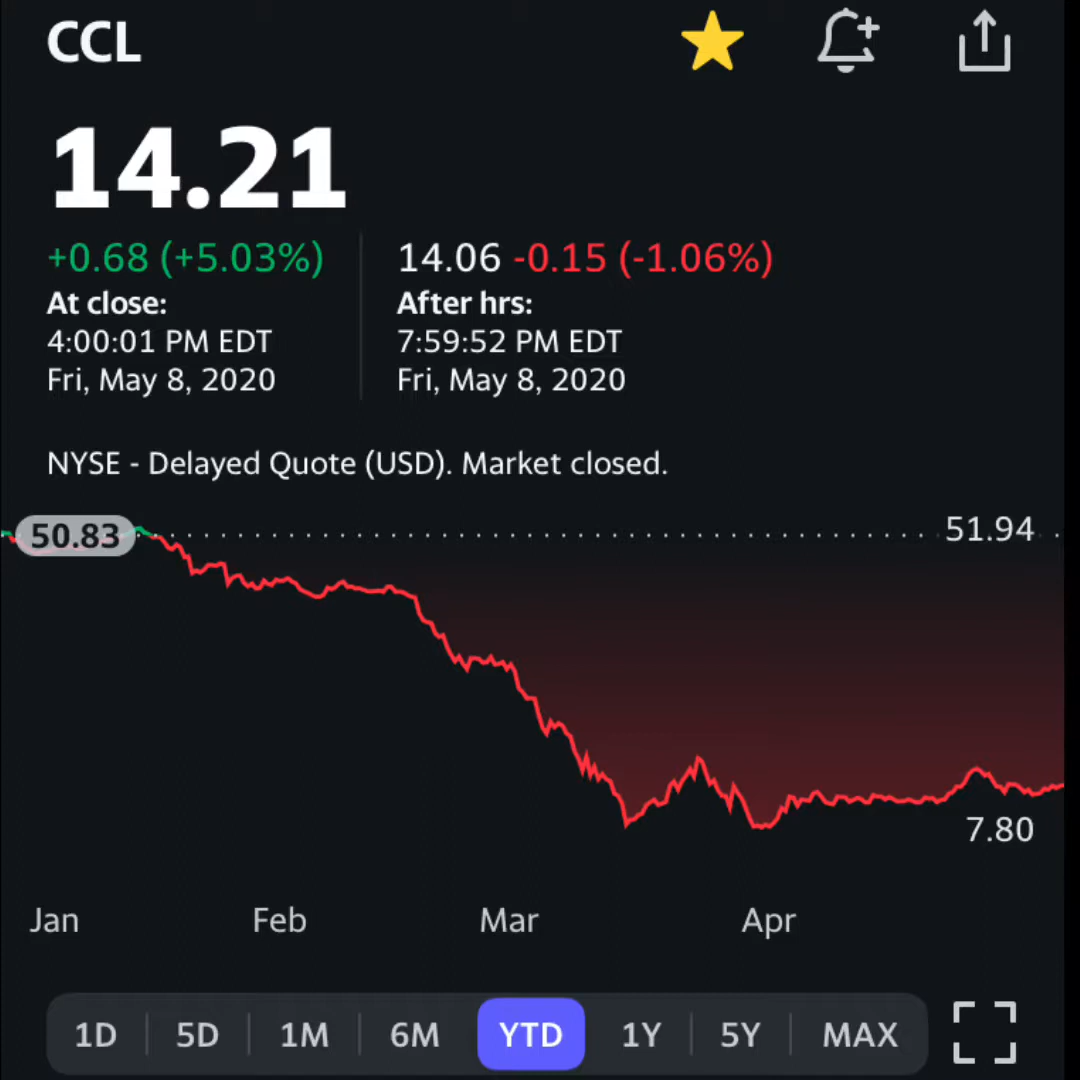 CCL
14.21
+0.68 (+5.03%)
At close:
4:00:01 PM EDT
Fri, May 8, 2020
14.06 -0.15 (-1.06%)
After hrs:
7:59:52 PM EDT
Fri, May 8, 2020
NYSE - Delayed Quote (USD). Market closed.
50.83
51.94
7.80
Jan Feb Mar Apr
1D 5D 1M 6M YTD 1Y 5Y MAX